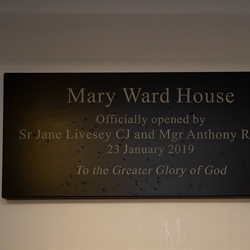 Mary Ward House
Officially opened by
Sr Jane Livesey CJ and Mgr Anthony R
23 January 2019
To the Greater Glory of God